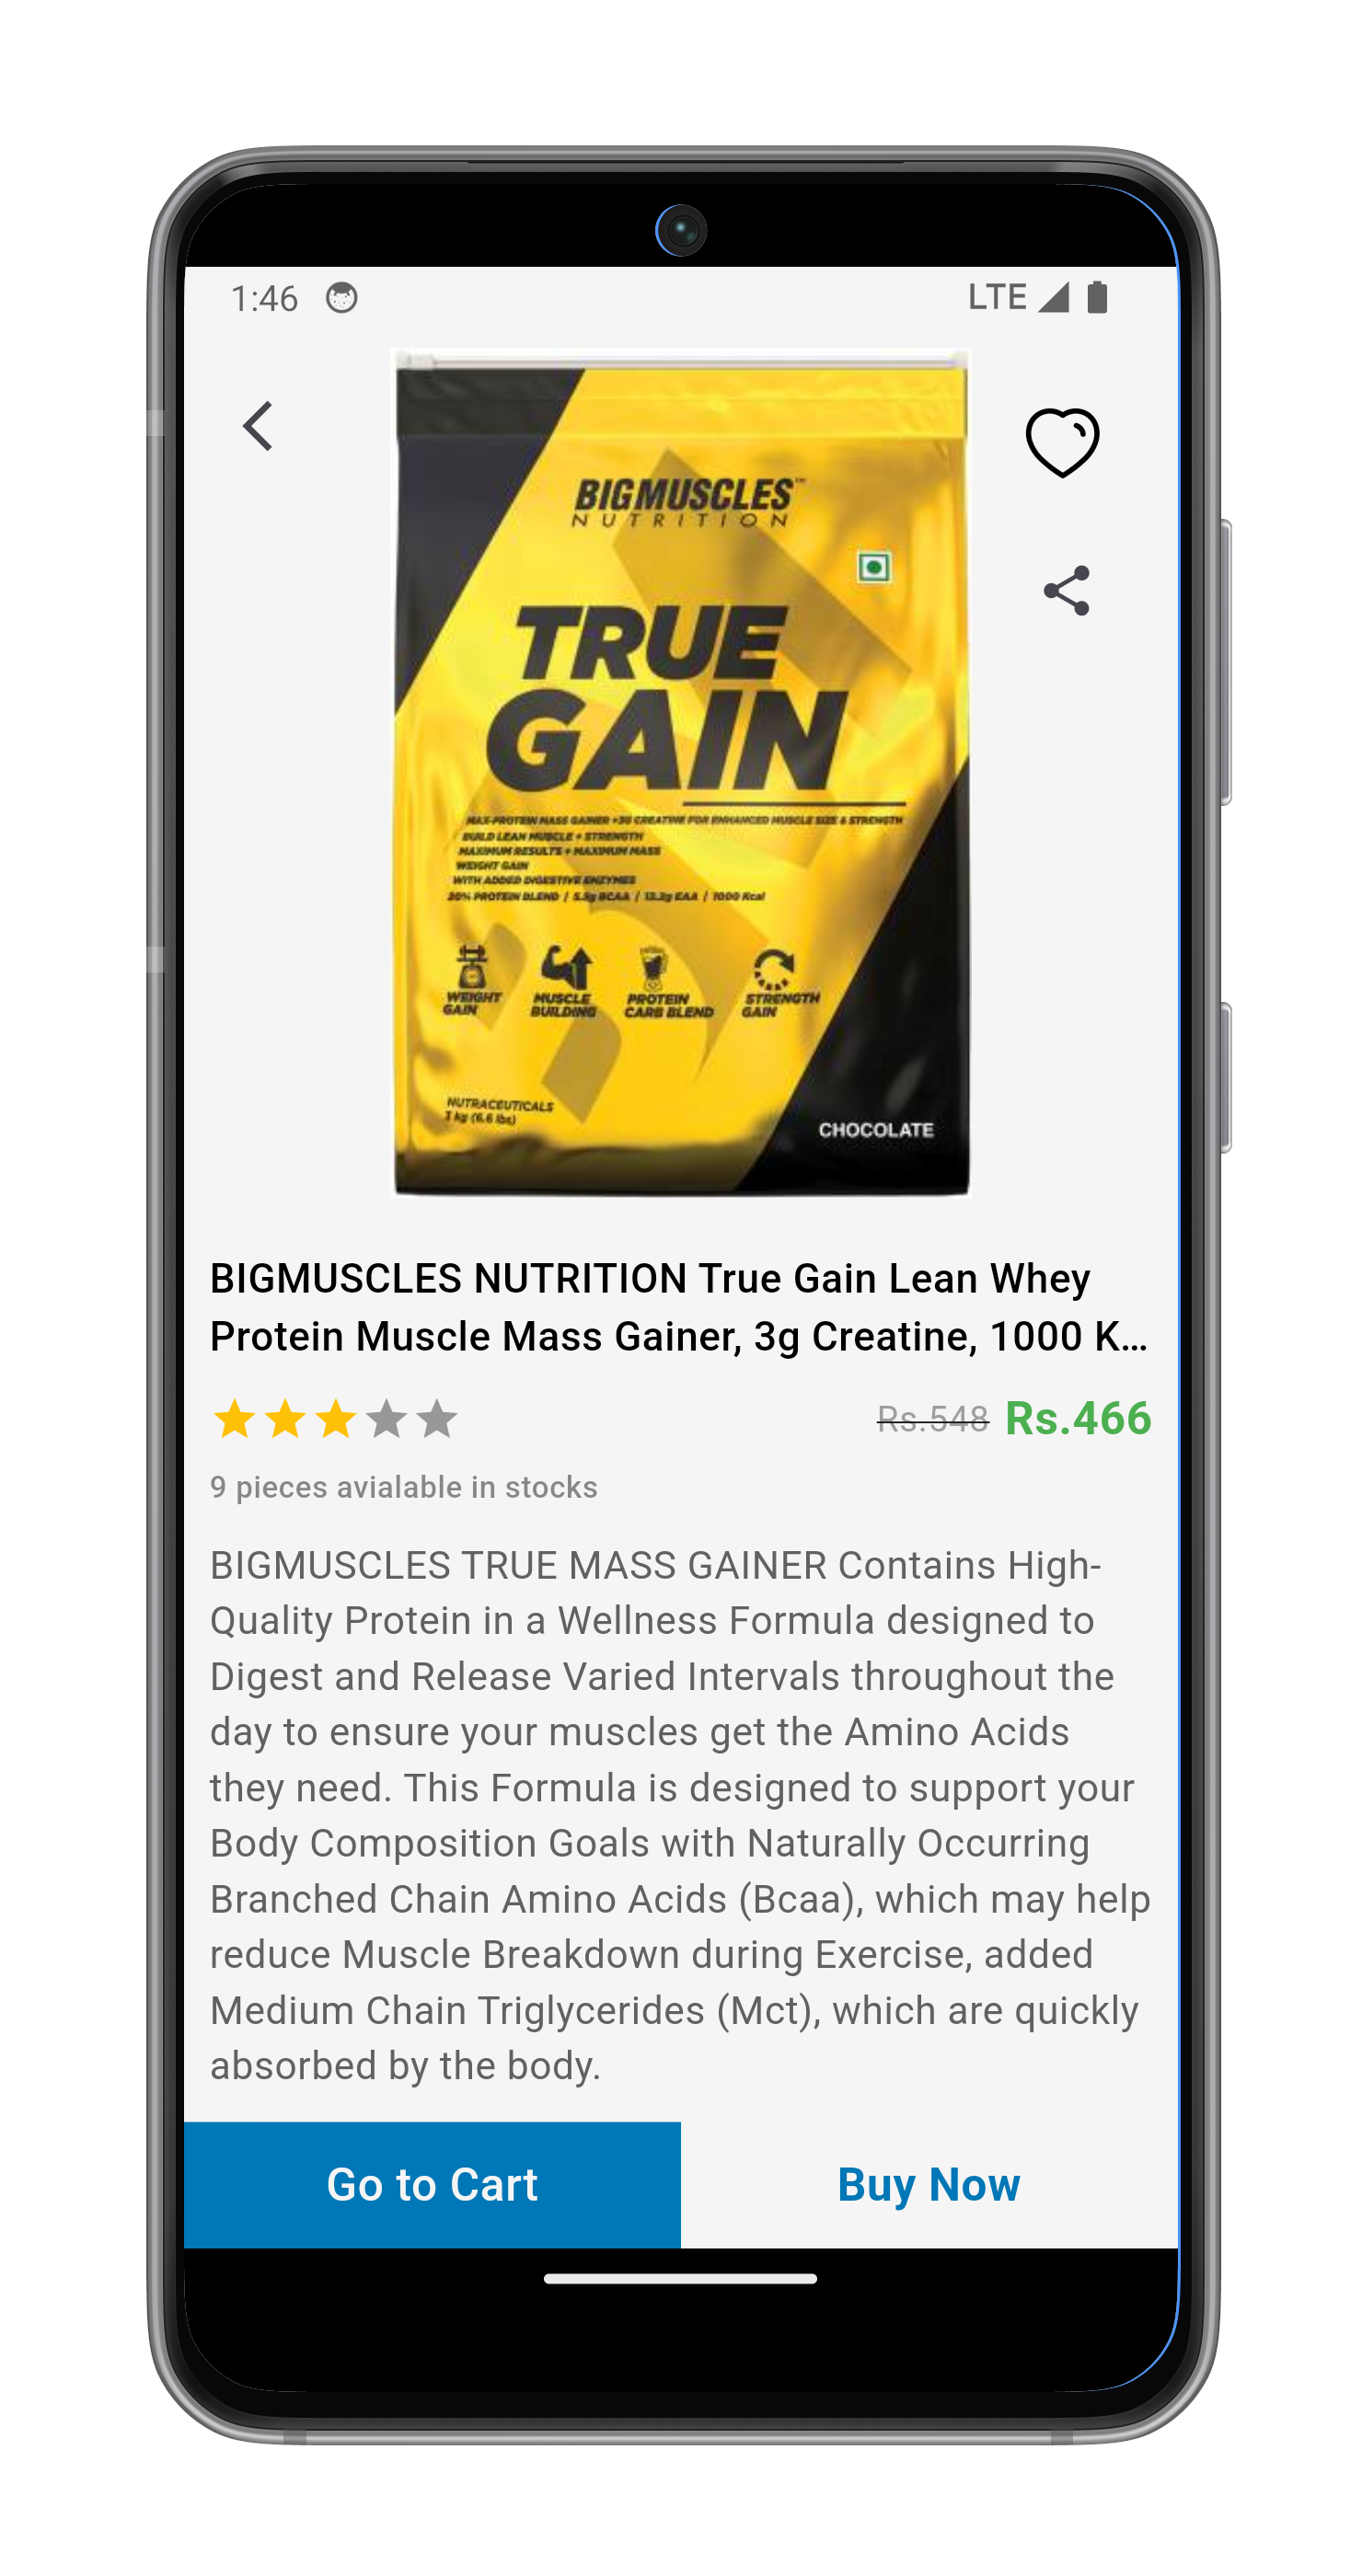 1:46
LTE
BIGMUSCLES™
NUTRITION
TRUE
GAIN
MAX-PROTEIN MASS GAINER +3G CREATINE FOR ENHANCED MUSCLE SIZE & STRENGTH
BUILD LEAN MUSCLE + STRENGTH
MAXIMUM RESULTS + MAXIMUM MASS
WEIGHT GAIN
WITH ADDED DIGESTIVE ENZYMES
20% PROTEIN BLEND | 5.5g BCAA | 13.2g EAA | 1000 Kcal
WEIGHT GAIN
MUSCLE BUILDING
PROTEIN CARB BLEND
STRENGTH GAIN
NUTRACEUTICALS
3 kg (6.6 lbs)
CHOCOLATE
BIGMUSCLES NUTRITION True Gain Lean Whey
Protein Muscle Mass Gainer, 3g Creatine, 1000 K...
Rs.548 Rs.466
9 pieces avialable in stocks
BIGMUSCLES TRUE MASS GAINER Contains High-
Quality Protein in a Wellness Formula designed to
Digest and Release Varied Intervals throughout the
day to ensure your muscles get the Amino Acids
they need. This Formula is designed to support your
Body Composition Goals with Naturally Occurring
Branched Chain Amino Acids (Bcaa), which may help
reduce Muscle Breakdown during Exercise, added
Medium Chain Triglycerides (Mct), which are quickly
absorbed by the body.
Go to Cart
Buy Now